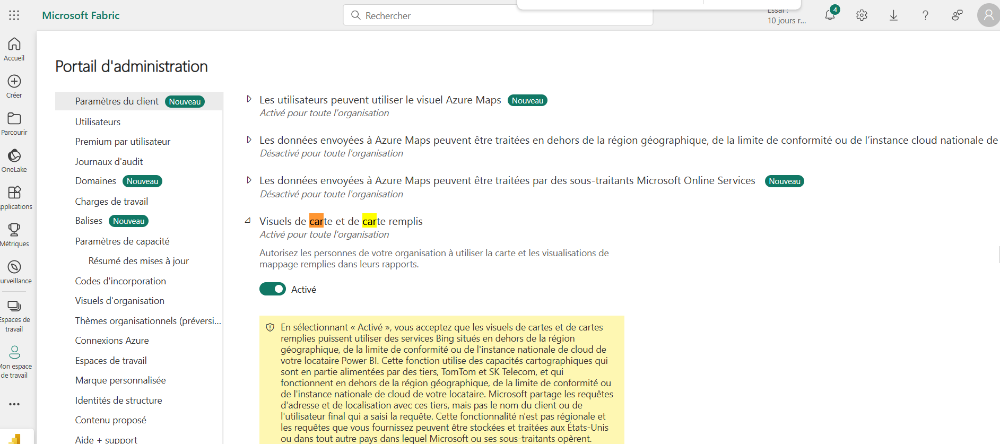 Microsoft Fabric
Rechercher
Essai :
10 jours r...
4
Accueil
Créer
Parcourir
OneLake
pplications
Métriques
urveillance
Espaces de
travail
Mon espace
de travail
Portail d'administration
Paramètres du client Nouveau
Utilisateurs
Premium par utilisateur
Journaux d'audit
Domaines Nouveau
Charges de travail
Balises Nouveau
Paramètres de capacité
Résumé des mises à jour
Codes d'incorporation
Visuels d'organisation
Thèmes organisationnels (préversi...
Connexions Azure
Espaces de travail
Marque personnalisée
Identités de structure
Contenu proposé
Aide + support
Les utilisateurs peuvent utiliser le visuel Azure Maps Nouveau
Activé pour toute l'organisation
Les données envoyées à Azure Maps peuvent être traitées en dehors de la région géographique, de la limite de conformité ou de l’instance cloud nationale de
Désactivé pour toute l'organisation
Les données envoyées à Azure Maps peuvent être traitées par des sous-traitants Microsoft Online Services Nouveau
Désactivé pour toute l'organisation
Visuels de carte et de carte remplis
Activé pour toute l'organisation
Autorisez les personnes de votre organisation à utiliser la carte et les visualisations de
mappage remplies dans leurs rapports.
Activé
En sélectionnant « Activé », vous acceptez que les visuels de cartes et de cartes
remplies puissent utiliser des services Bing situés en dehors de la région
géographique, de la limite de conformité ou de l'instance nationale de cloud de
votre locataire Power BI. Cette fonction utilise des capacités cartographiques qui
sont en partie alimentées par des tiers, TomTom et SK Telecom, et qui
fonctionnent en dehors de la région géographique, de la limite de conformité ou
de l'instance nationale de cloud de votre locataire. Microsoft partage les requêtes
d'adresse et de localisation avec ces tiers, mais pas le nom du client ou de
l'utilisateur final qui a saisi la requête. Cette fonctionnalité n'est pas régionale et
les requêtes que vous fournissez peuvent être stockées et traitées aux États-Unis
ou dans tout autre pays dans lequel Microsoft ou ses sous-traitants opèrent.